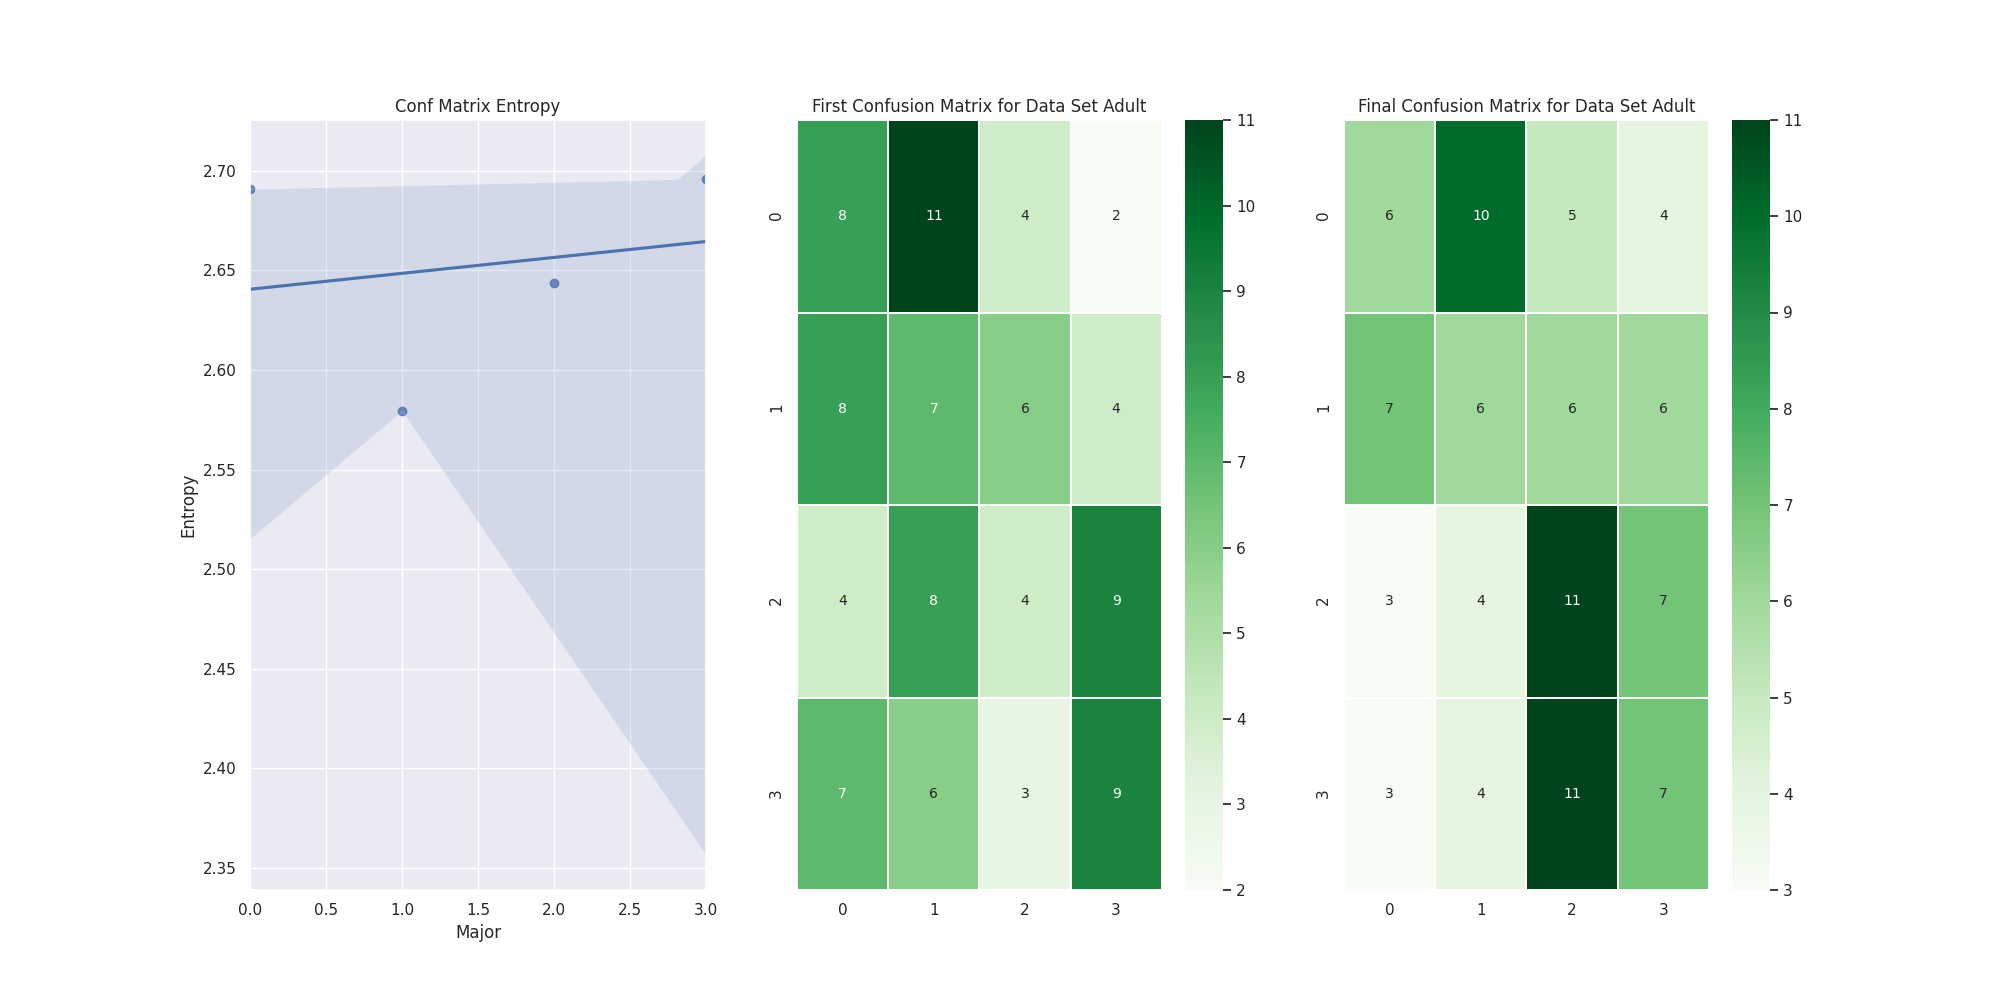 Conf Matrix Entropy
2.70
2.65
2.60
2.55
2.50
2.45
2.40
2.35
Entropy
0.0 0.5 1.0 1.5 2.0 2.5 3.0
Major
First Confusion Matrix for Data Set Adult
0 8 11 4 2
1 8 7 6 4
2 4 8 4 9
3 7 6 3 9
0 1 2 3
11
10
9
8
7
6
5
4
3
2
Final Confusion Matrix for Data Set Adult
0 6 10 5 4
1 7 6 6 6
2 3 4 11 7
3 3 4 11 7
0 1 2 3
11
10
9
8
7
6
5
4
3